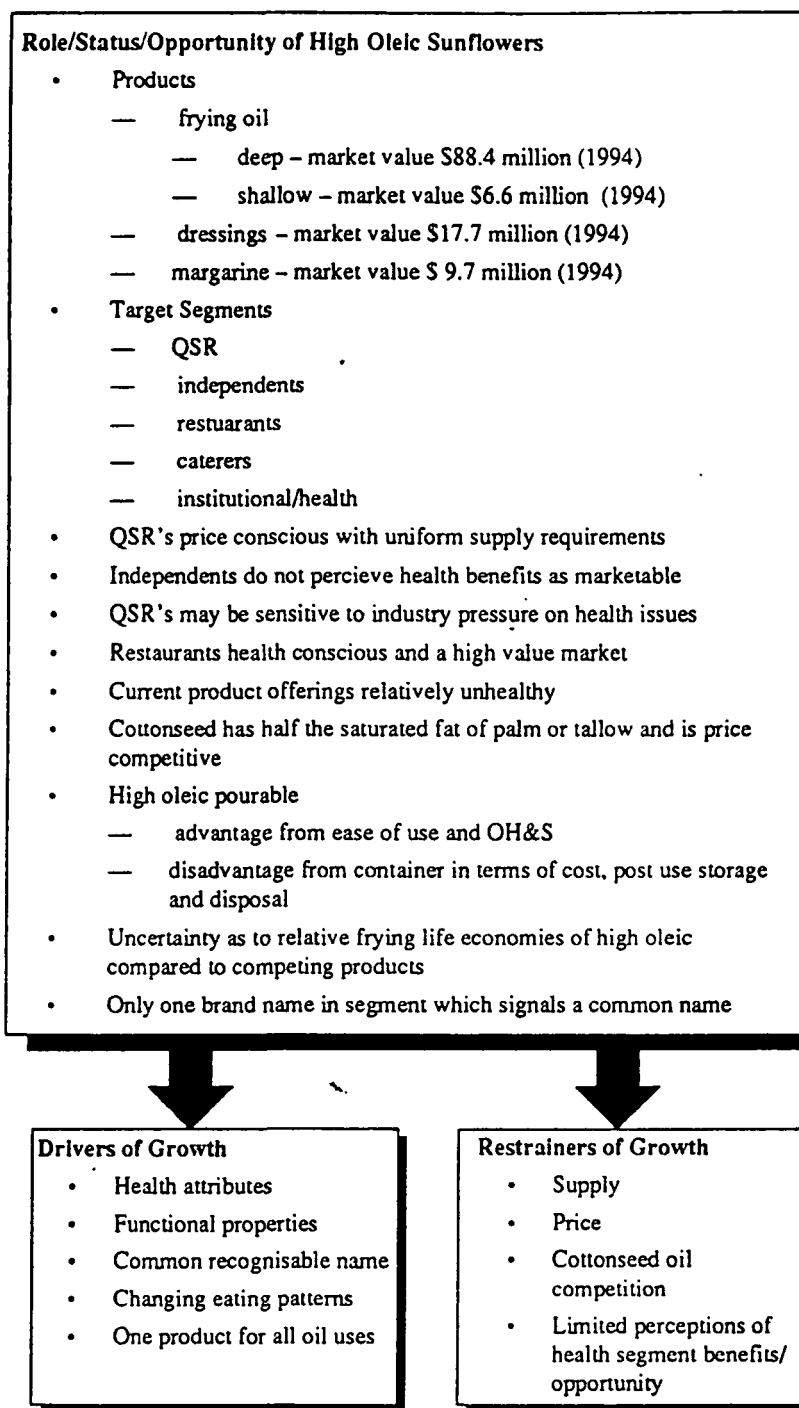 Role/Status/Opportunity of High Oleic Sunflowers
• Products
— frying oil
— deep – market value $88.4 million (1994)
— shallow – market value $6.6 million (1994)
— dressings – market value $17.7 million (1994)
— margarine – market value $ 9.7 million (1994)
• Target Segments
— QSR
— independents
— restuarants
— caterers
— institutional/health
• QSR's price conscious with uniform supply requirements
• Independents do not percieve health benefits as marketable
• QSR's may be sensitive to industry pressure on health issues
• Restaurants health conscious and a high value market
• Current product offerings relatively unhealthy
• Cottonseed has half the saturated fat of palm or tallow and is price
competitive
• High oleic pourable
— advantage from ease of use and OH&S
— disadvantage from container in terms of cost, post use storage
and disposal
• Uncertainty as to relative frying life economies of high oleic
compared to competing products
• Only one brand name in segment which signals a common name
Drivers of Growth
• Health attributes
• Functional properties
• Common recognisable name
• Changing eating patterns
• One product for all oil uses
Restrainers of Growth
• Supply
• Price
• Cottonseed oil
competition
• Limited perceptions of
health segment benefits/
opportunity